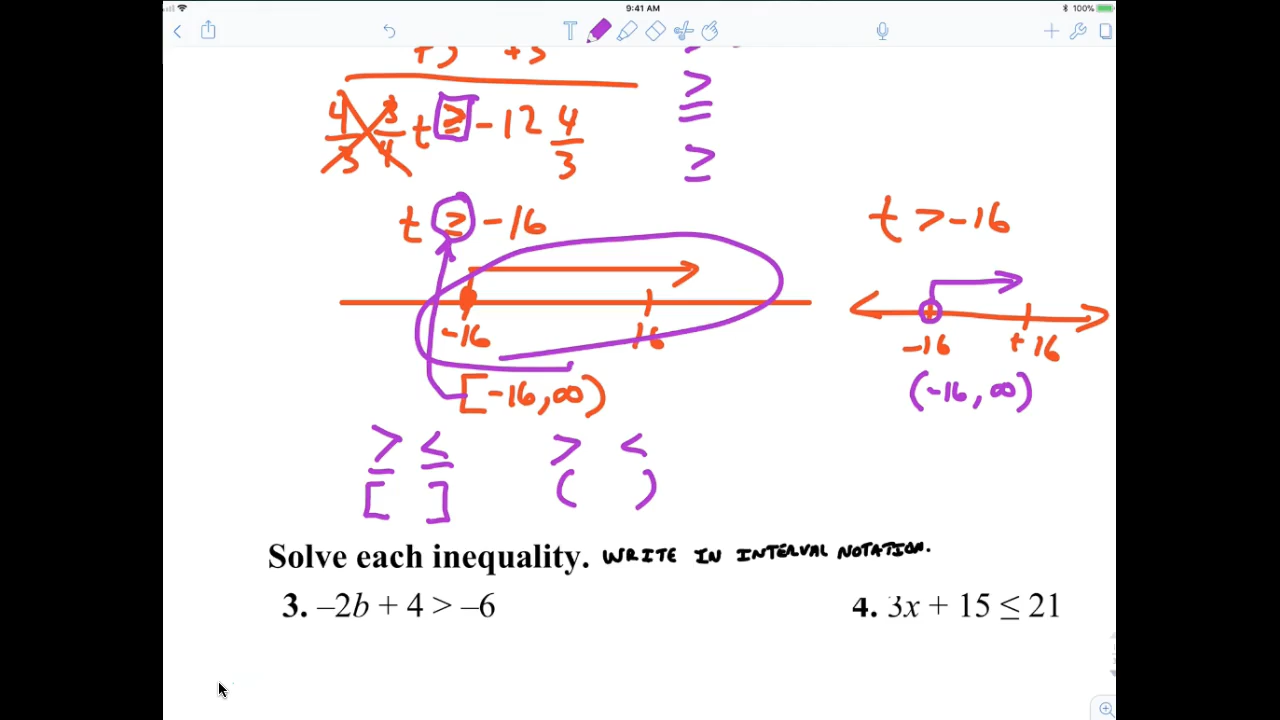 9:41 AM 100%
+3 +3
4/3 3/4 t ≥ -12 4/3
≥
≥
t ≥ -16
t > -16
-16 16
-16 +16
[-16, ∞)
(-16, ∞)
≥ ≤ > <
[ ] ( )
Solve each inequality. WRITE IN INTERVAL NOTATION.
3. –2b + 4 > –6
4. 3x + 15 ≤ 21